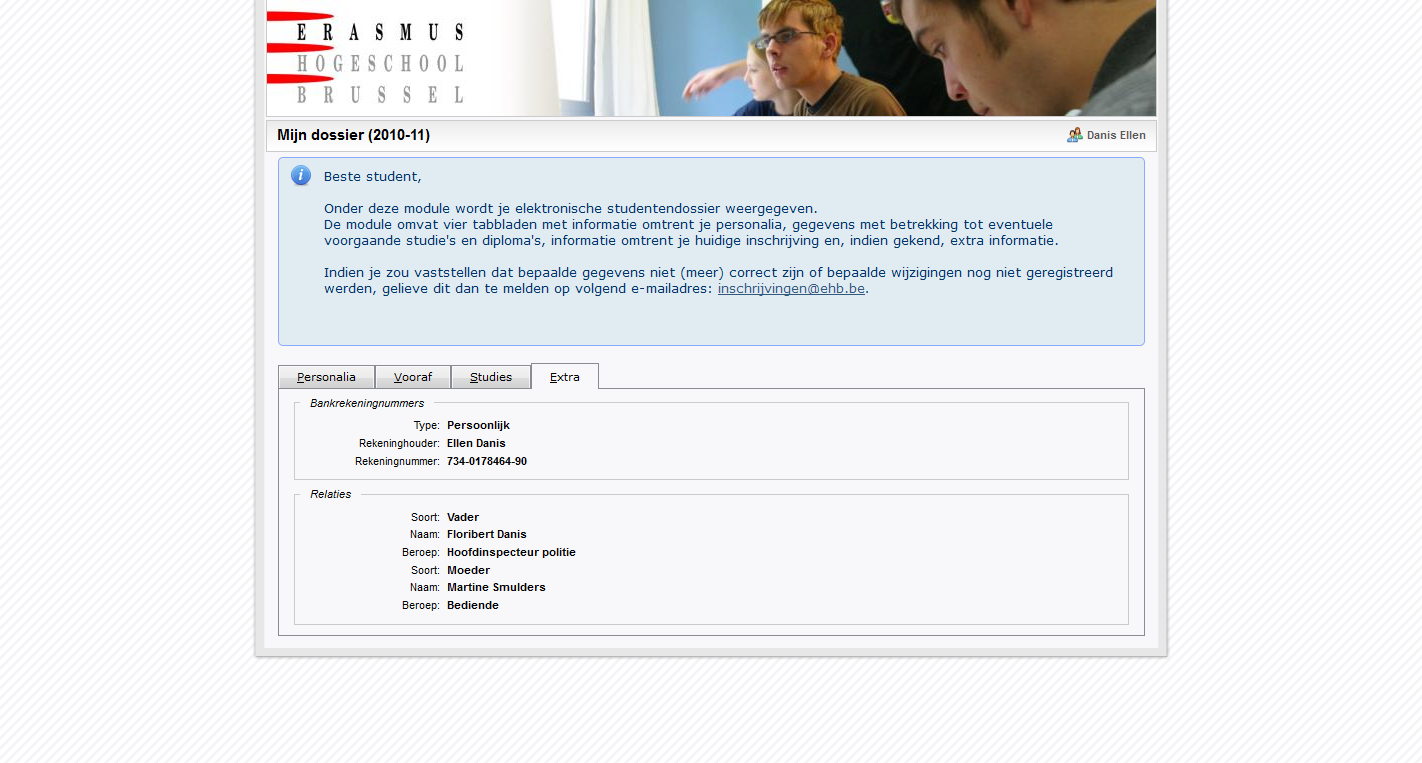 ERASMUS
HOGESCHOOL
BRUSSEL
Mijn dossier (2010-11)
Danis Ellen
Beste student,
Onder deze module wordt je elektronische studentendossier weergegeven.
De module omvat vier tabbladen met informatie omtrent je personalia, gegevens met betrekking tot eventuele
voorgaande studie's en diploma's, informatie omtrent je huidige inschrijving en, indien gekend, extra informatie.
Indien je zou vaststellen dat bepaalde gegevens niet (meer) correct zijn of bepaalde wijzigingen nog niet geregistreerd
werden, gelieve dit dan te melden op volgend e-mailadres: inschrijvingen@ehb.be.
Personalia Vooraf Studies Extra
Bankrekeningnummers
Type: Persoonlijk
Rekeninghouder: Ellen Danis
Rekeningnummer: 734-0178464-90
Relaties
Soort: Vader
Naam: Floribert Danis
Beroep: Hoofdinspecteur politie
Soort: Moeder
Naam: Martine Smulders
Beroep: Bediende